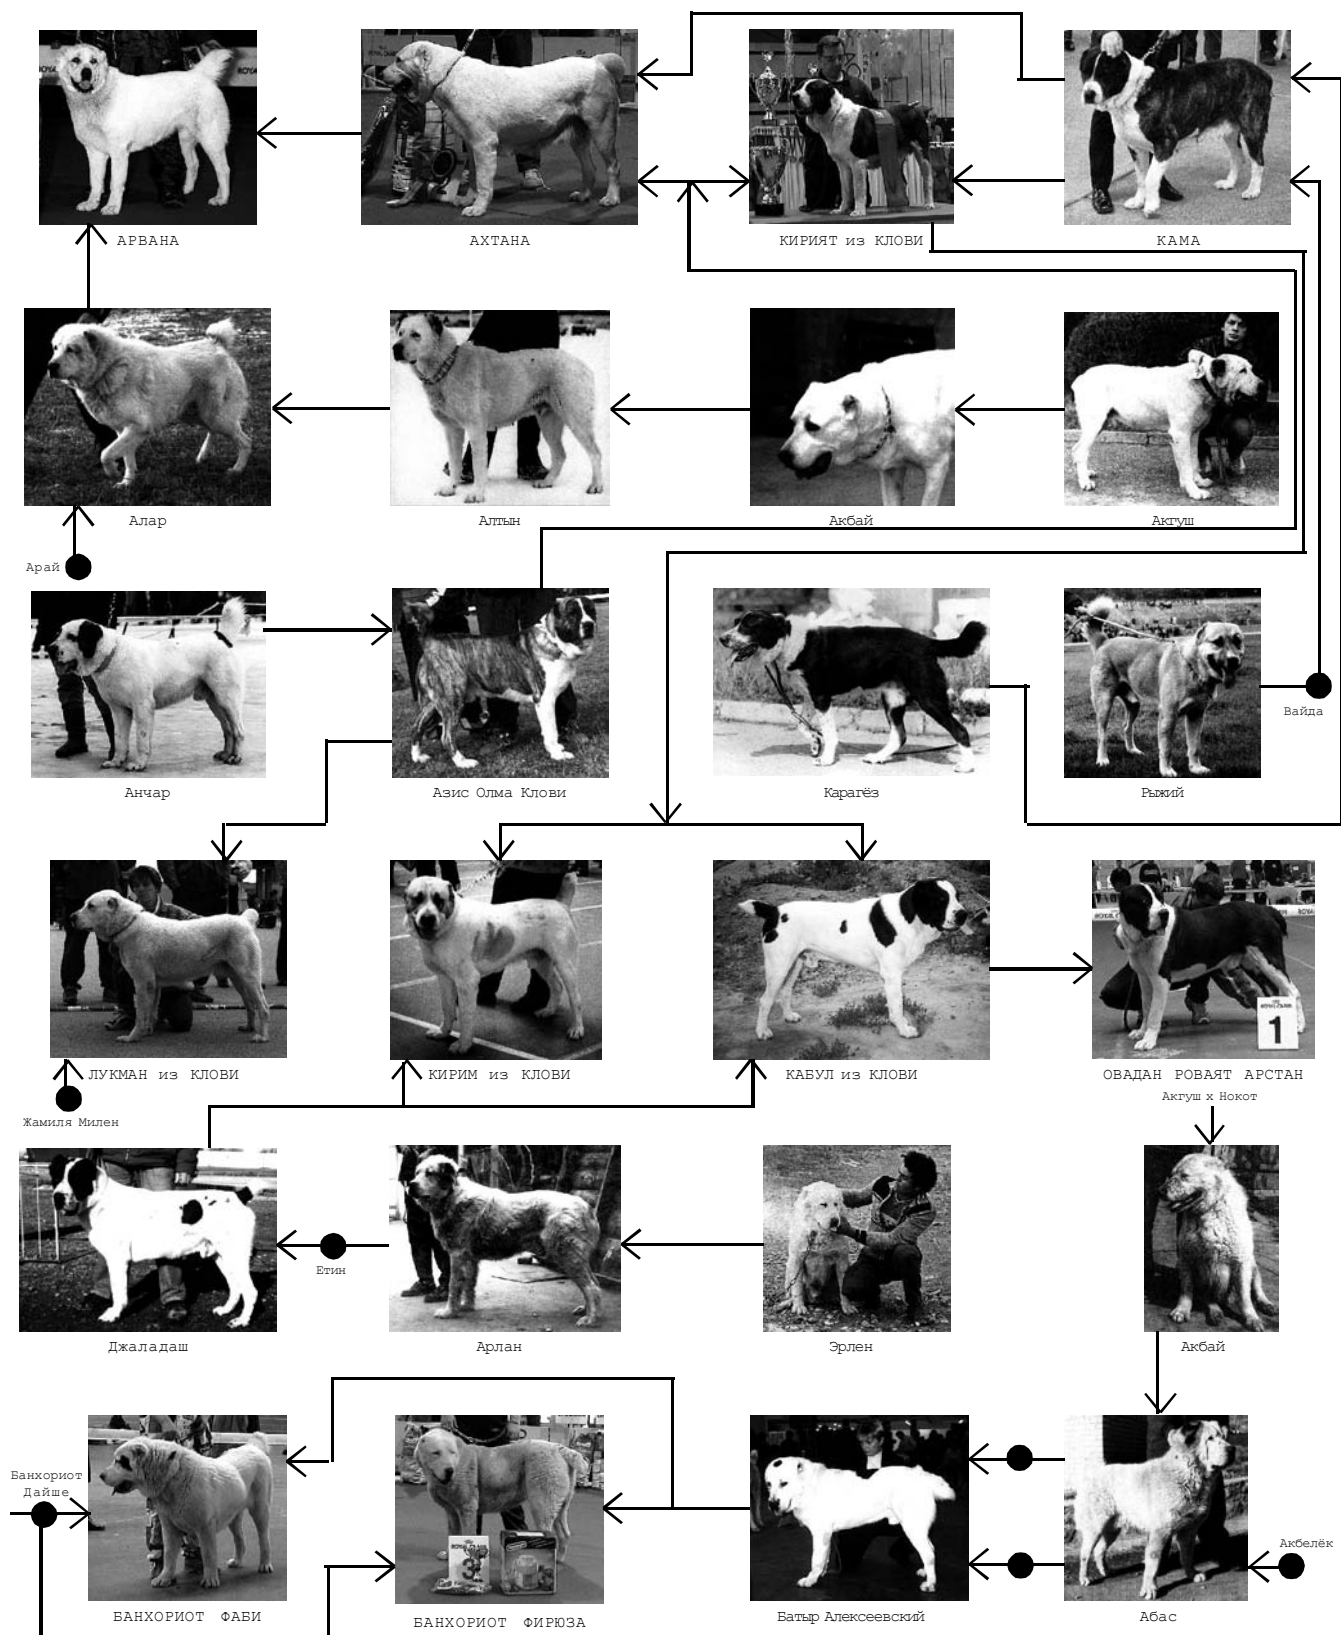 АРВАНА
АХТАНА
КИРИЯТ из КЛОВИ
КАМА
Алар
Алтын
Акбай
Акгуш
Арай
Вайда
Анчар
Азис Олма Клови
Карагёз
Рыжий
ЛУКМАН из КЛОВИ
КИРИМ из КЛОВИ
КАБУЛ из КЛОВИ
1
ОВАДАН РОВАЯТ АРСТАН
Акгуш х Нокот
Жамиля Милен
Етин
Джаладаш
Арлан
Эрлен
Акбай
Банхориот
Дайше
Акбелёк
БАНХОРИОТ ФАБИ
БАНХОРИОТ ФИРЮЗА
Батыр Алексеевский
Абас